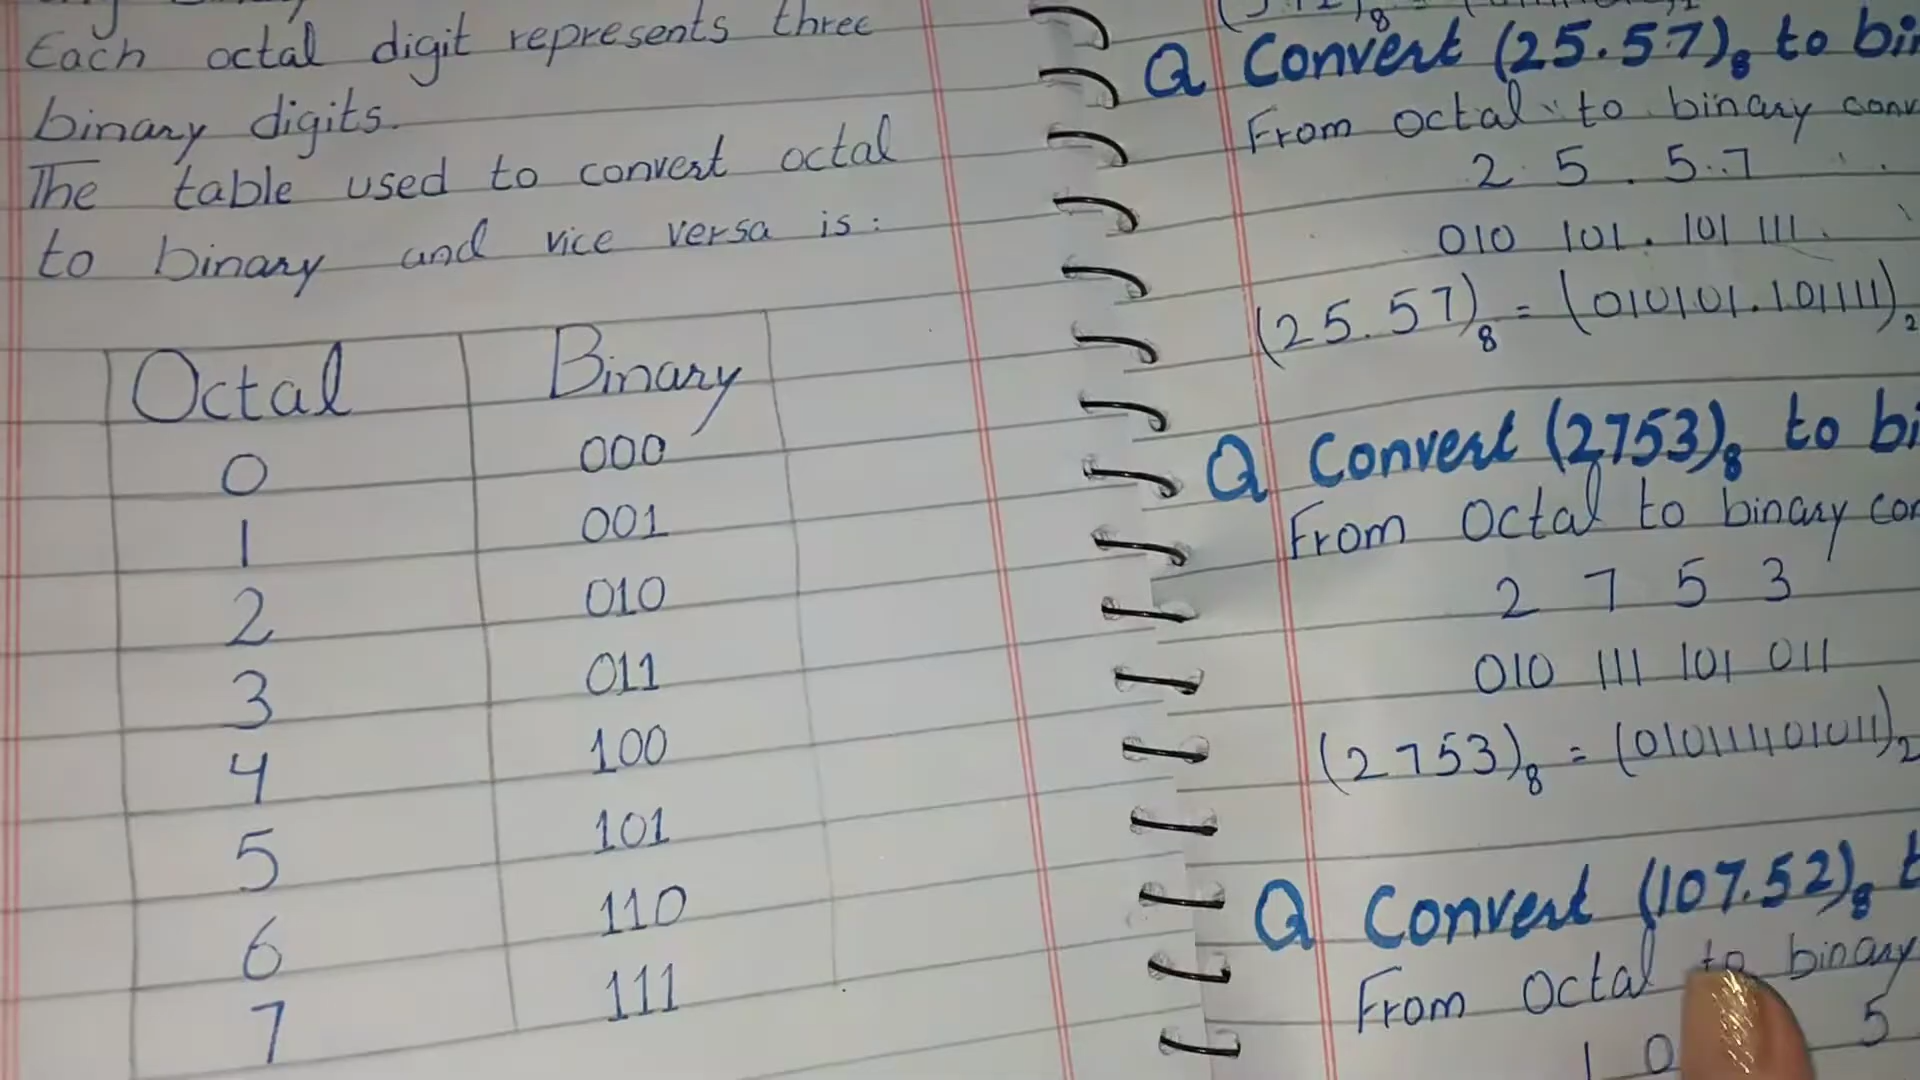 Each octal digit represents three
binary digits.
The table used to convert octal
to binary and vice versa is:
Octal Binary
0 000
1 001
2 010
3 011
4 100
5 101
6 110
7 111
Q Convert (25.57)8 to bi
From octal to binary conv
2 5 . 5 7
010 101 . 101 111
(25.57)8 = (010101.101111)2
Q Convert (2753)8 to bi
From Octal to binary con
2 7 5 3
010 111 101 011
(2753)8 = (010111101011)2
Q Convert (107.52)8 t
From Octal to binary
1 0 5